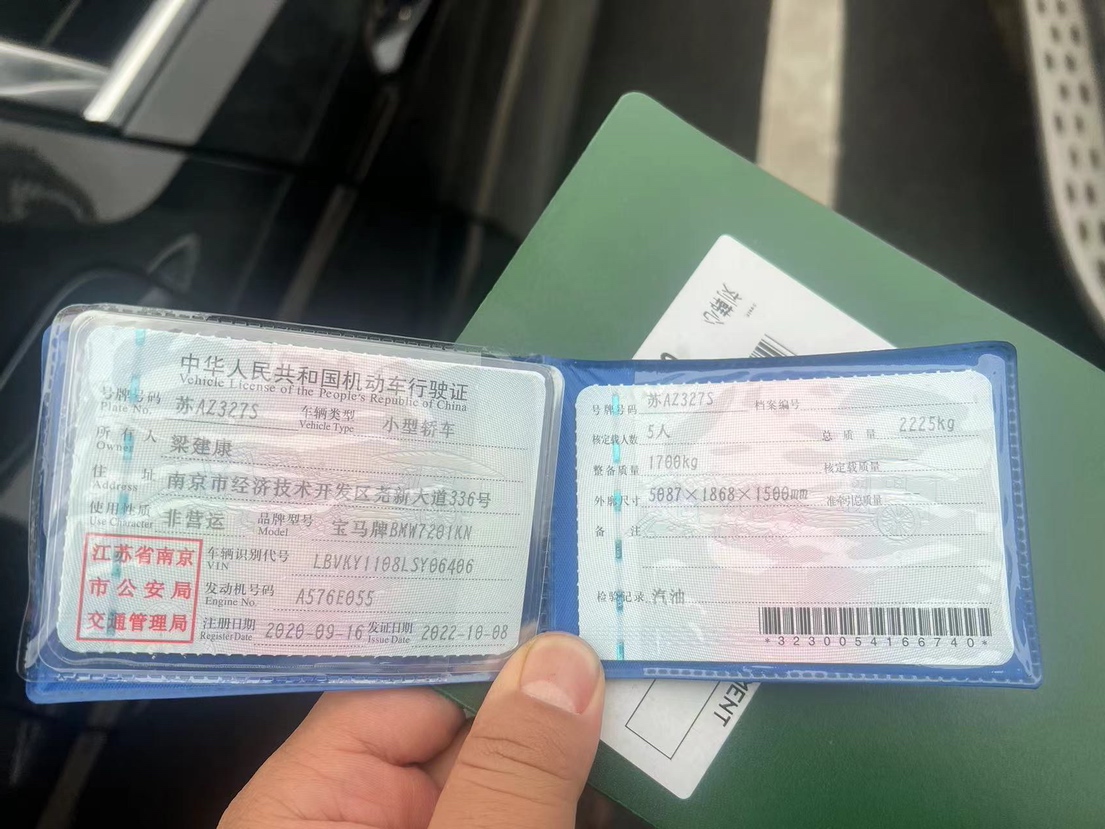 中华人民共和国机动车行驶证
Vehicle License of the People's Republic of China
号牌号码 苏AZ327S 车辆类型 小型轿车
Plate No. Vehicle Type
所有人 梁建康
Owner
住址 南京市经济技术开发区尧新大道336号
Address
使用性质 非营运 品牌型号 宝马牌BMW7201KN
Use Character Model
江苏省南京
市公安局
交通管理局
车辆识别代号 LBVKY1108LSY06406
VIN
发动机号码 A576E055
Engine No.
注册日期 2020-09-16 发证日期 2022-10-08
Register Date Issue Date
号牌号码 苏AZ327S 档案编号
核定载人数 5人 总质量 2225kg
整备质量 1700kg 核定载质量
外廓尺寸 5087×1868×1500mm 准牵引总质量
备注
检验记录 汽油
*3230054166740*
刘韩心
MENT